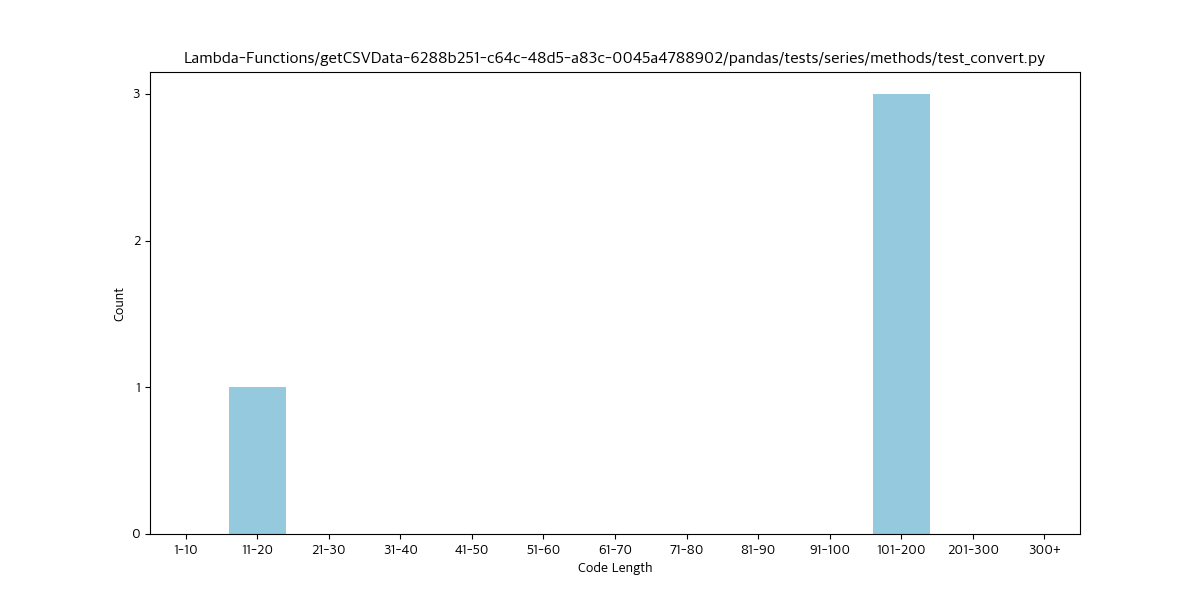 Lambda-Functions/getCSVData-6288b251-c64c-48d5-a83c-0045a4788902/pandas/tests/series/methods/test_convert.py
3
2
1
0
Count
1-10 11-20 21-30 31-40 41-50 51-60 61-70 71-80 81-90 91-100 101-200 201-300 300+
Code Length